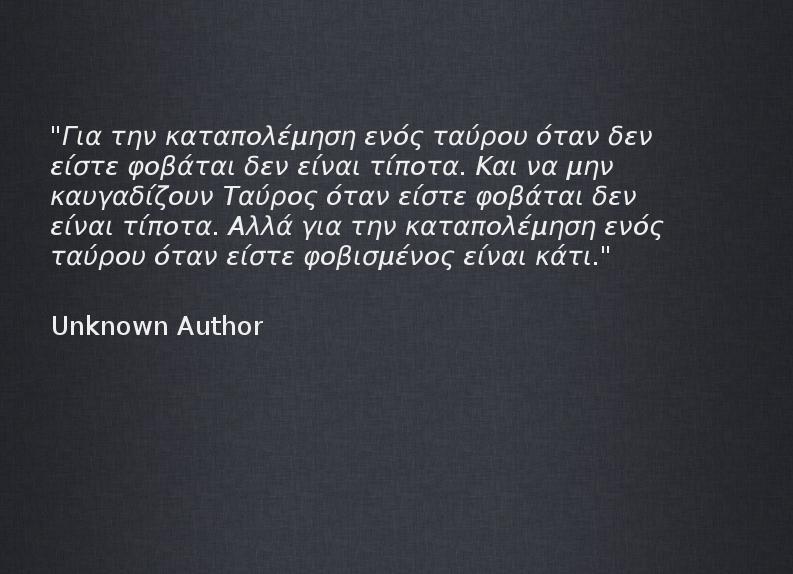 "Για την καταπολέμηση ενός ταύρου όταν δεν
είστε φοβάται δεν είναι τίποτα. Και να μην
καυγαδίζουν Ταύρος όταν είστε φοβάται δεν
είναι τίποτα. Αλλά για την καταπολέμηση ενός
ταύρου όταν είστε φοβισμένος είναι κάτι."
Unknown Author